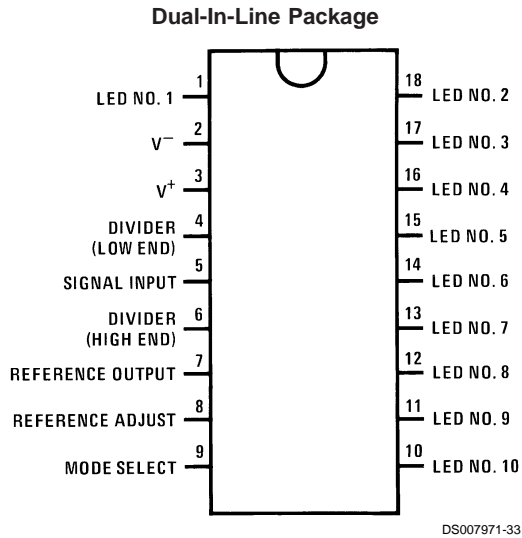 Dual-In-Line Package
1
LED NO. 1
2
V−
3
V+
4
DIVIDER
(LOW END)
5
SIGNAL INPUT
6
DIVIDER
(HIGH END)
7
REFERENCE OUTPUT
8
REFERENCE ADJUST
9
MODE SELECT
18
LED NO. 2
17
LED NO. 3
16
LED NO. 4
15
LED NO. 5
14
LED NO. 6
13
LED NO. 7
12
LED NO. 8
11
LED NO. 9
10
LED NO. 10
DS007971-33